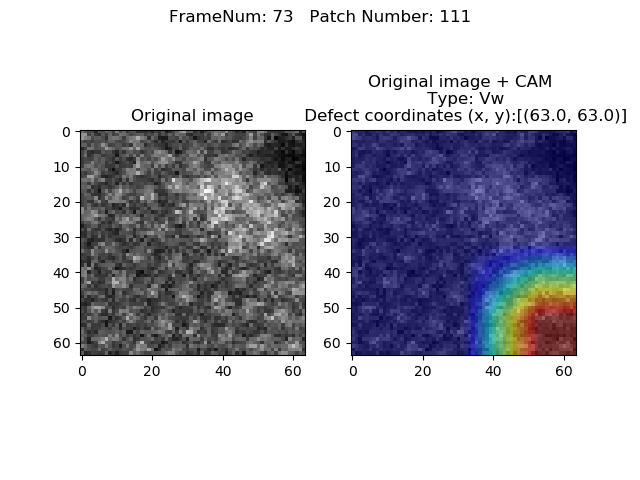 FrameNum: 73   Patch Number: 111
Original image
0
10
20
30
40
50
60
0 20 40 60
Original image + CAM
Type: Vw
Defect coordinates (x, y):[(63.0, 63.0)]
0
10
20
30
40
50
60
0 20 40 60